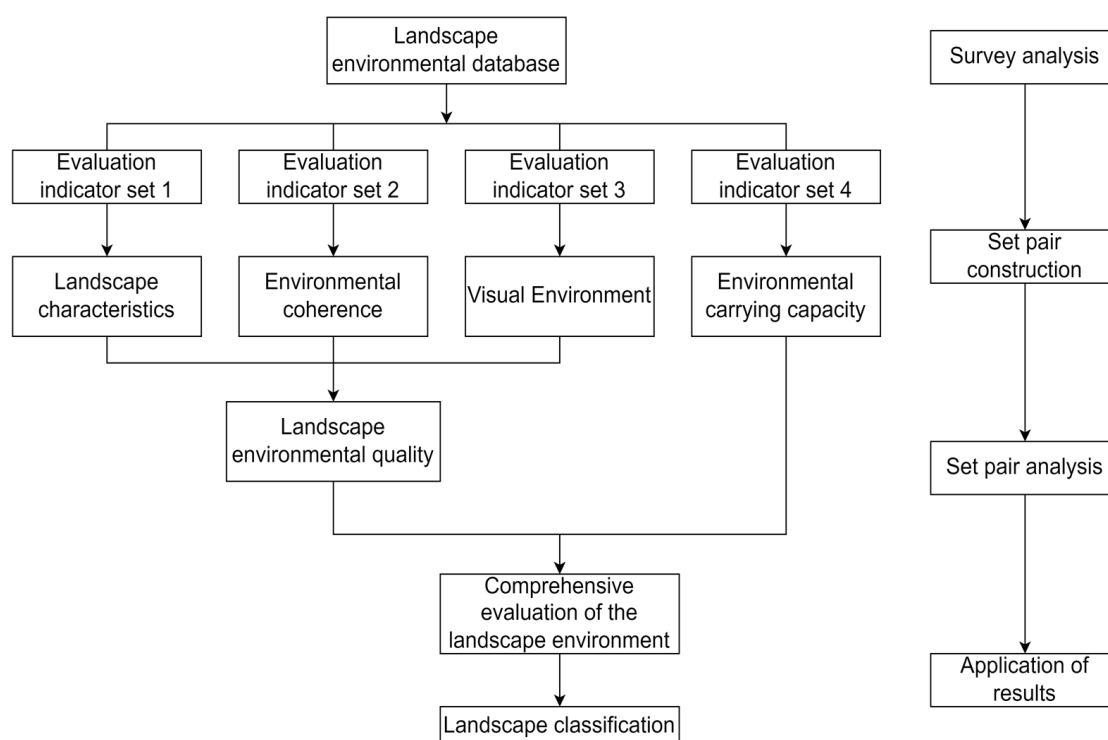 Landscape
environmental database
Survey analysis
Evaluation
indicator set 1
Evaluation
indicator set 2
Evaluation
indicator set 3
Evaluation
indicator set 4
Landscape
characteristics
Environmental
coherence
Visual Environment
Environmental
carrying capacity
Set pair
construction
Landscape
environmental quality
Set pair analysis
Comprehensive
evaluation of the
landscape environment
Application of
results
Landscape classification